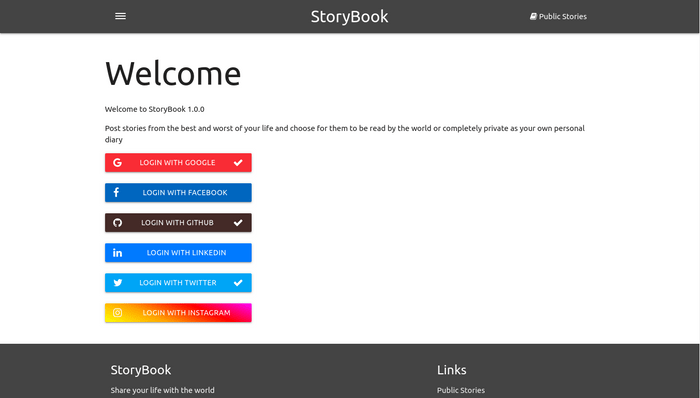 StoryBook
Public Stories
Welcome
Welcome to StoryBook 1.0.0
Post stories from the best and worst of your life and choose for them to be read by the world or completely private as your own personal
diary
LOGIN WITH GOOGLE
LOGIN WITH FACEBOOK
LOGIN WITH GITHUB
LOGIN WITH LINKEDIN
LOGIN WITH TWITTER
LOGIN WITH INSTAGRAM
StoryBook
Share your life with the world
Links
Public Stories